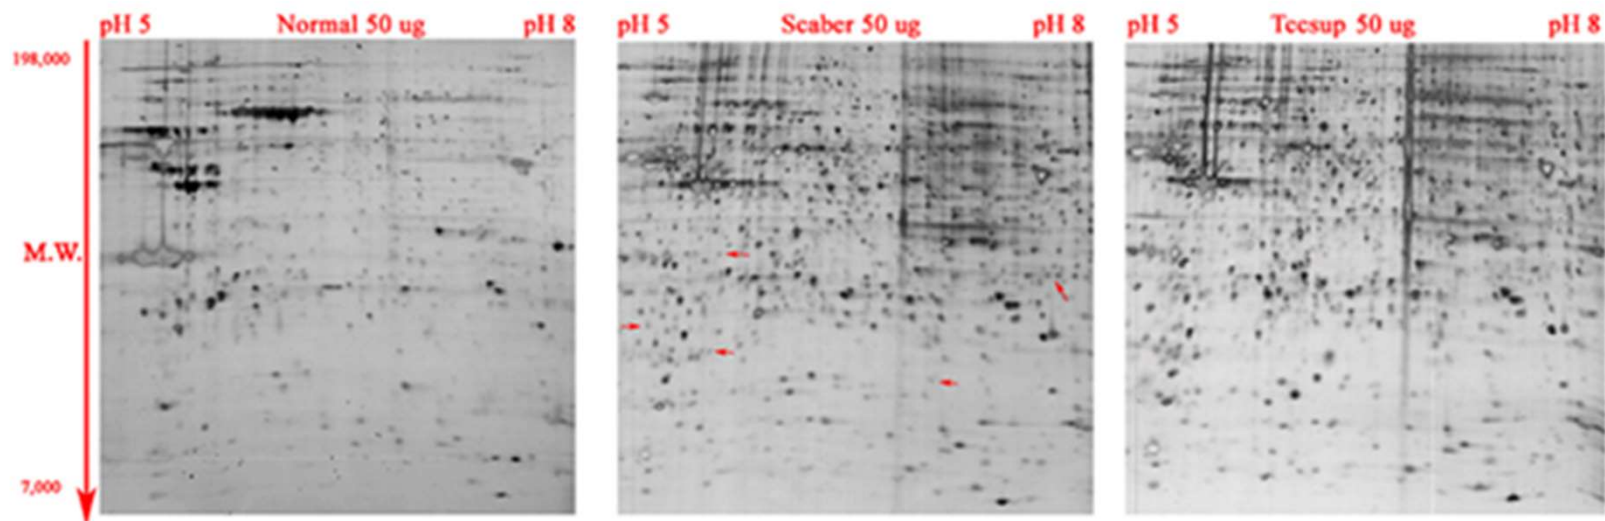 pH 5 Normal 50 ug pH 8
pH 5 Scaber 50 ug pH 8
pH 5 Tccsup 50 ug pH 8
198,000
M.W.
7,000